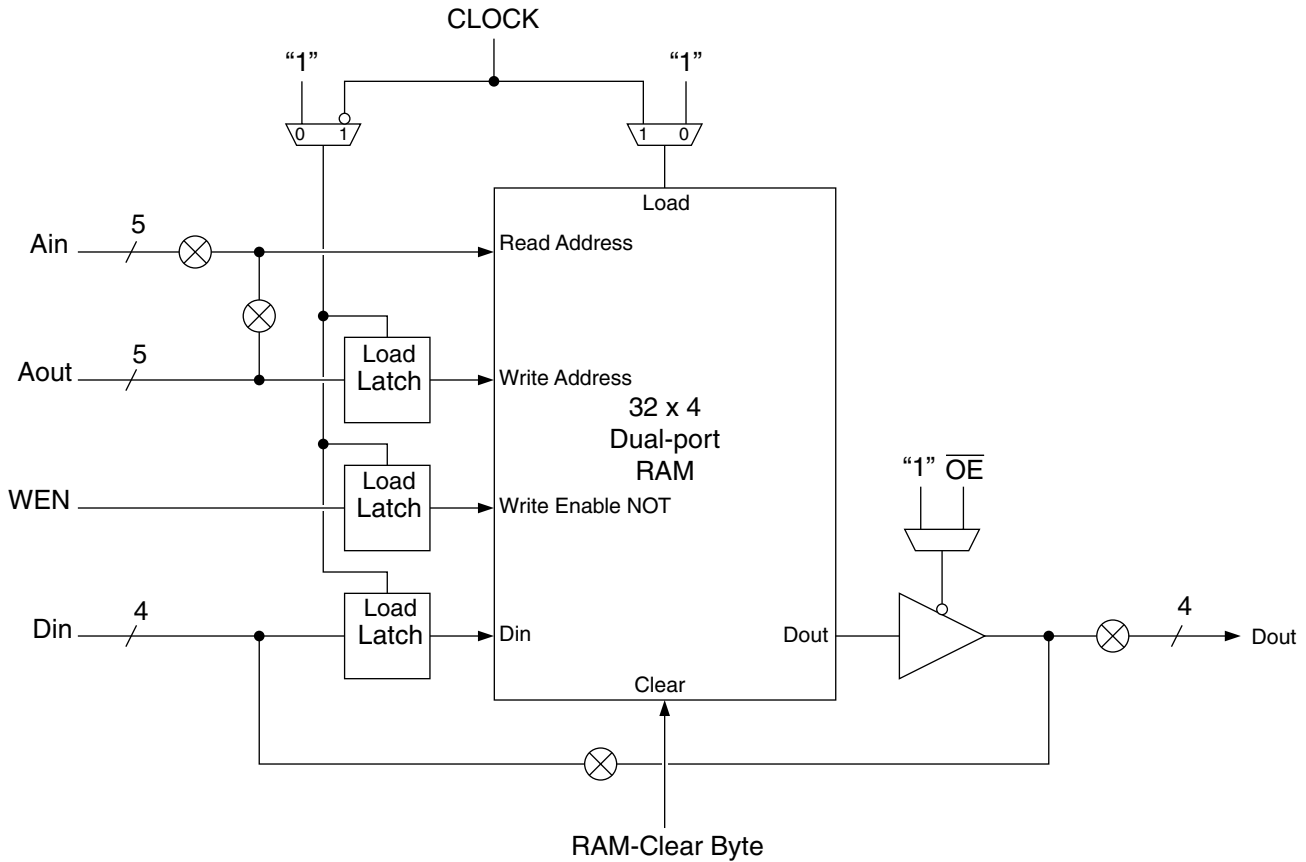 CLOCK
“1”
“1”
0 1
1 0
Load
5
Ain
Read Address
5
Aout
Load
Latch
Write Address
32 x 4
Dual-port
RAM
“1” OE
WEN
Load
Latch
Write Enable NOT
4
Din
Load
Latch
Din
Dout
4
Dout
Clear
RAM-Clear Byte